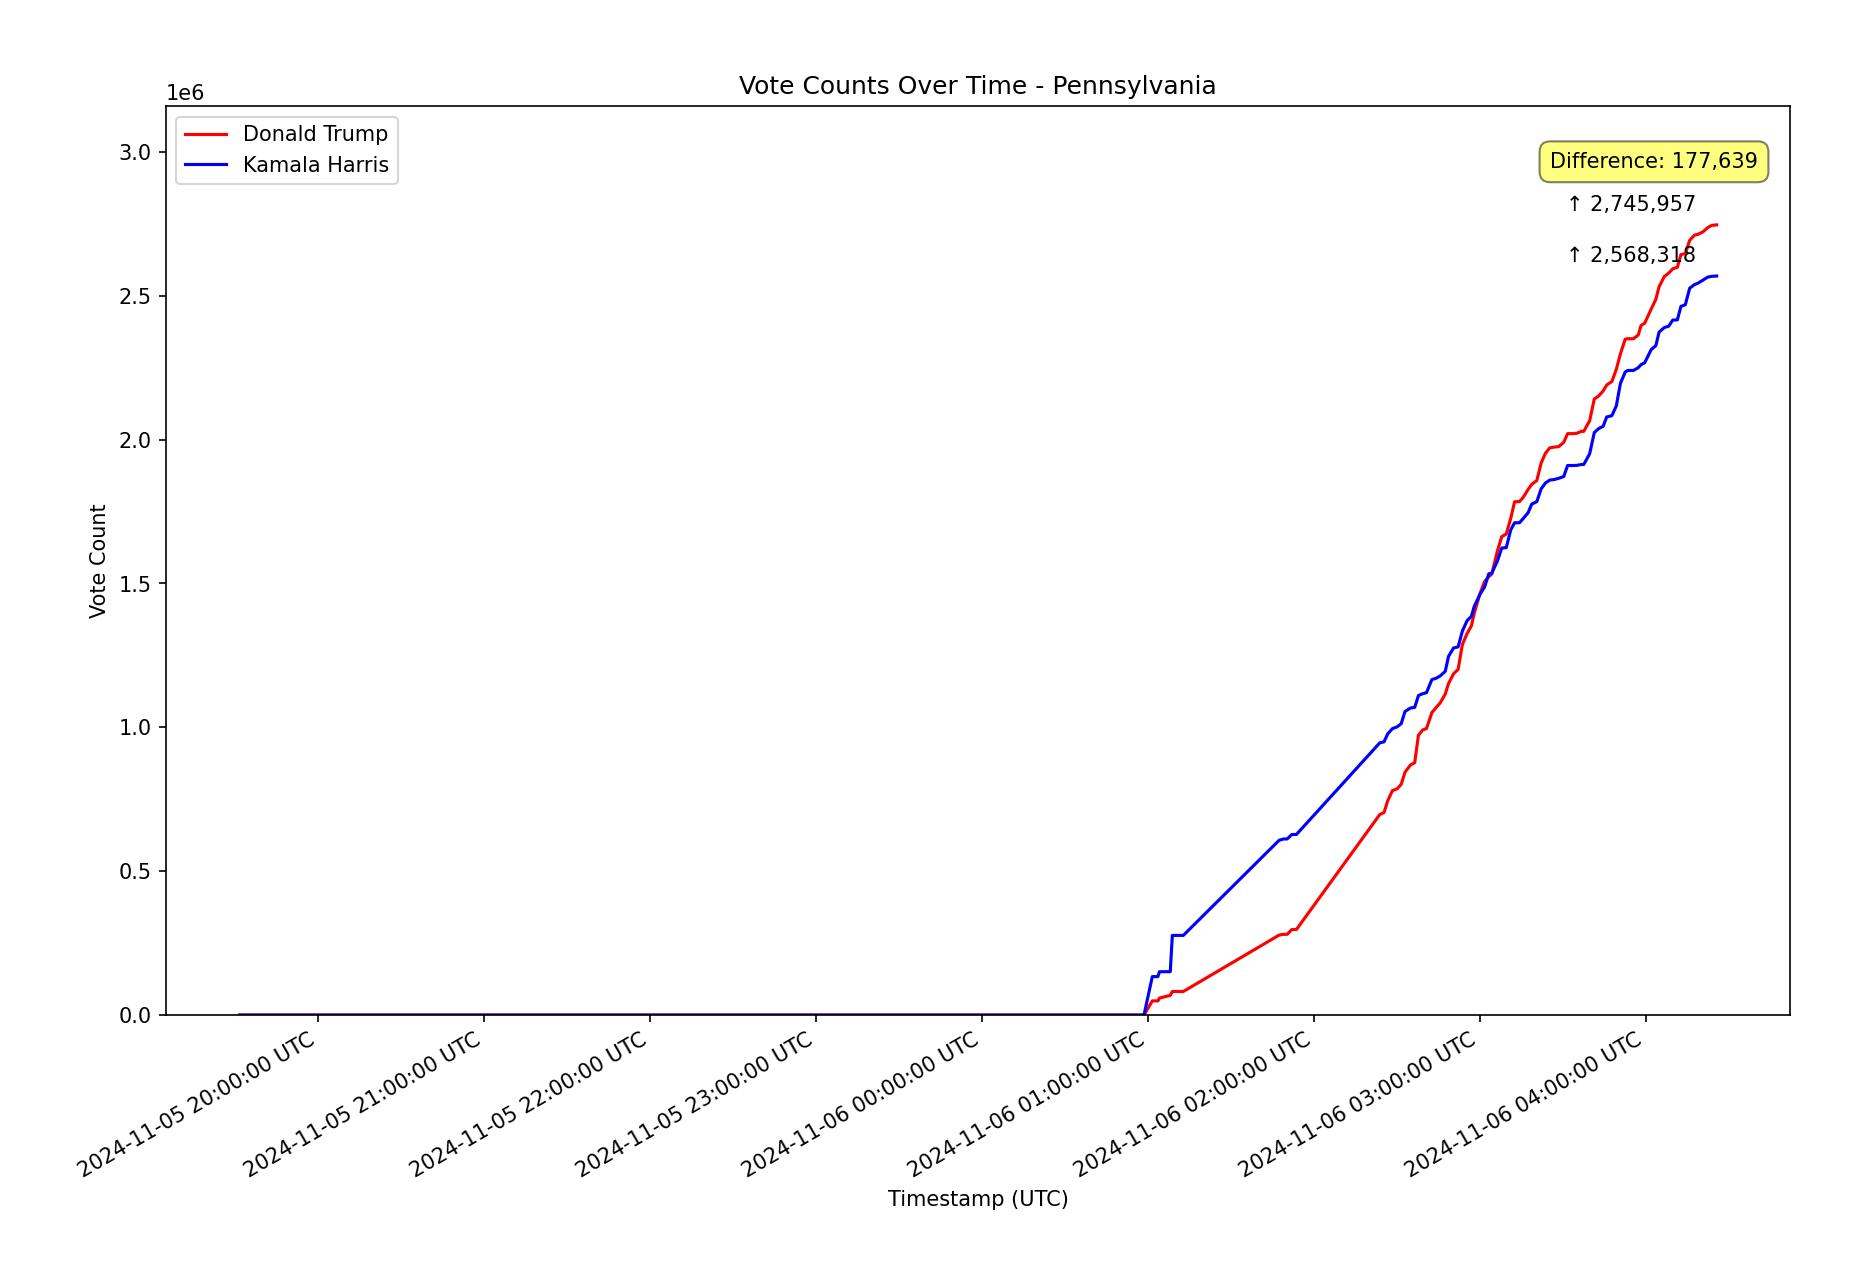 Vote Counts Over Time - Pennsylvania
1e6
Donald Trump
Kamala Harris
Difference: 177,639
↑ 2,745,957
↑ 2,568,318
3.0
2.5
2.0
1.5
1.0
0.5
0.0
Vote Count
2024-11-05 20:00:00 UTC
2024-11-05 21:00:00 UTC
2024-11-05 22:00:00 UTC
2024-11-05 23:00:00 UTC
2024-11-06 00:00:00 UTC
2024-11-06 01:00:00 UTC
2024-11-06 02:00:00 UTC
2024-11-06 03:00:00 UTC
2024-11-06 04:00:00 UTC
Timestamp (UTC)